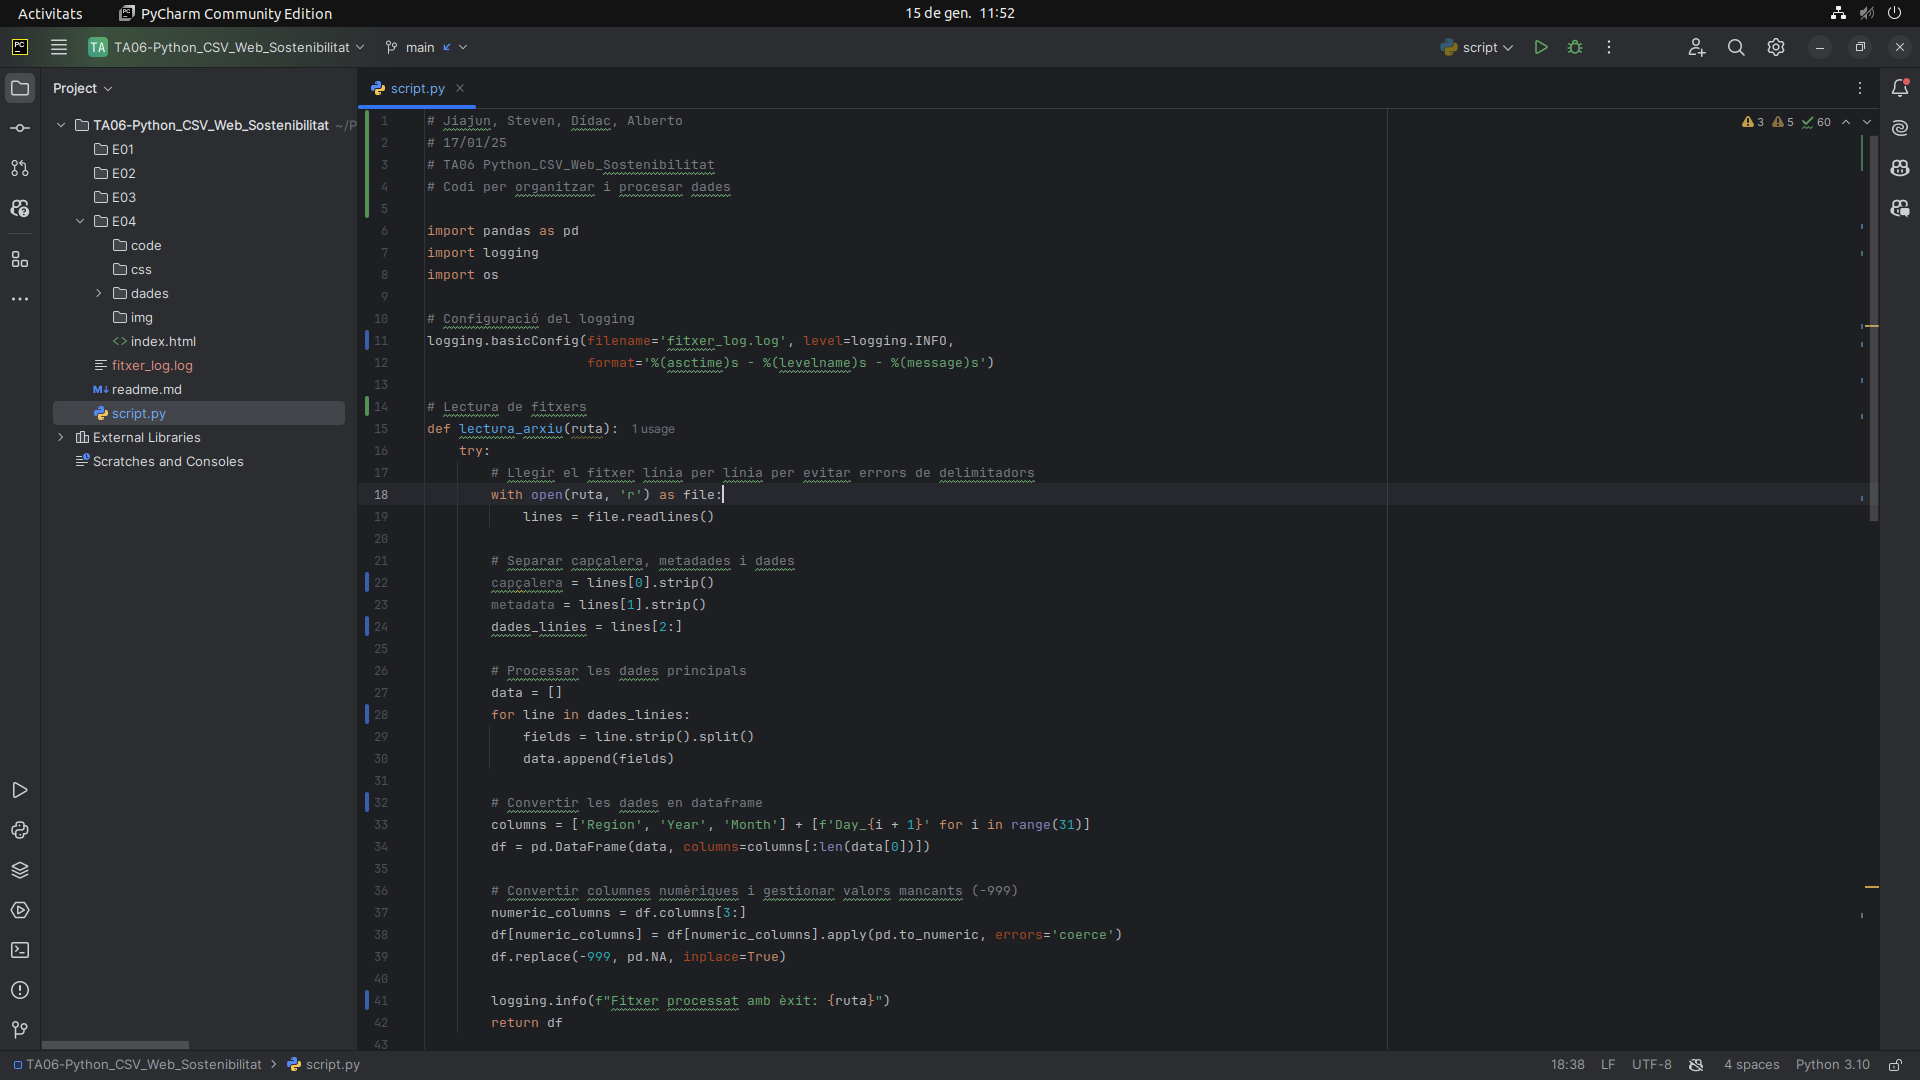 Activitats
PyCharm Community Edition
15 de gen. 11:52
PC
TA TA06-Python_CSV_Web_Sostenibilitat
main
script
Project
script.py
TA06-Python_CSV_Web_Sostenibilitat ~/P
E01
E02
E03
E04
code
css
dades
img
<> index.html
fitxer_log.log
M↓ readme.md
script.py
External Libraries
Scratches and Consoles
3 5 60
1 # Jiajun, Steven, Dídac, Alberto
2 # 17/01/25
3 # TA06 Python_CSV_Web_Sostenibilitat
4 # Codi per organitzar i procesar dades
5
6 import pandas as pd
7 import logging
8 import os
9
10 # Configuració del logging
11 logging.basicConfig(filename='fitxer_log.log', level=logging.INFO,
12                     format='%(asctime)s - %(levelname)s - %(message)s')
13
14 # Lectura de fitxers
15 def lectura_arxiu(ruta): 1 usage
16     try:
17         # Llegir el fitxer línia per línia per evitar errors de delimitadors
18         with open(ruta, 'r') as file:
19             lines = file.readlines()
20
21         # Separar capçalera, metadades i dades
22         capçalera = lines[0].strip()
23         metadata = lines[1].strip()
24         dades_linies = lines[2:]
25
26         # Processar les dades principals
27         data = []
28         for line in dades_linies:
29             fields = line.strip().split()
30             data.append(fields)
31
32         # Convertir les dades en dataframe
33         columns = ['Region', 'Year', 'Month'] + [f'Day_{i + 1}' for i in range(31)]
34         df = pd.DataFrame(data, columns=columns[:len(data[0])])
35
36         # Convertir columnes numèriques i gestionar valors mancants (-999)
37         numeric_columns = df.columns[3:]
38         df[numeric_columns] = df[numeric_columns].apply(pd.to_numeric, errors='coerce')
39         df.replace(-999, pd.NA, inplace=True)
40
41         logging.info(f"Fitxer processat amb èxit: {ruta}")
42         return df
43
TA06-Python_CSV_Web_Sostenibilitat > script.py
18:38 LF UTF-8 4 spaces Python 3.10